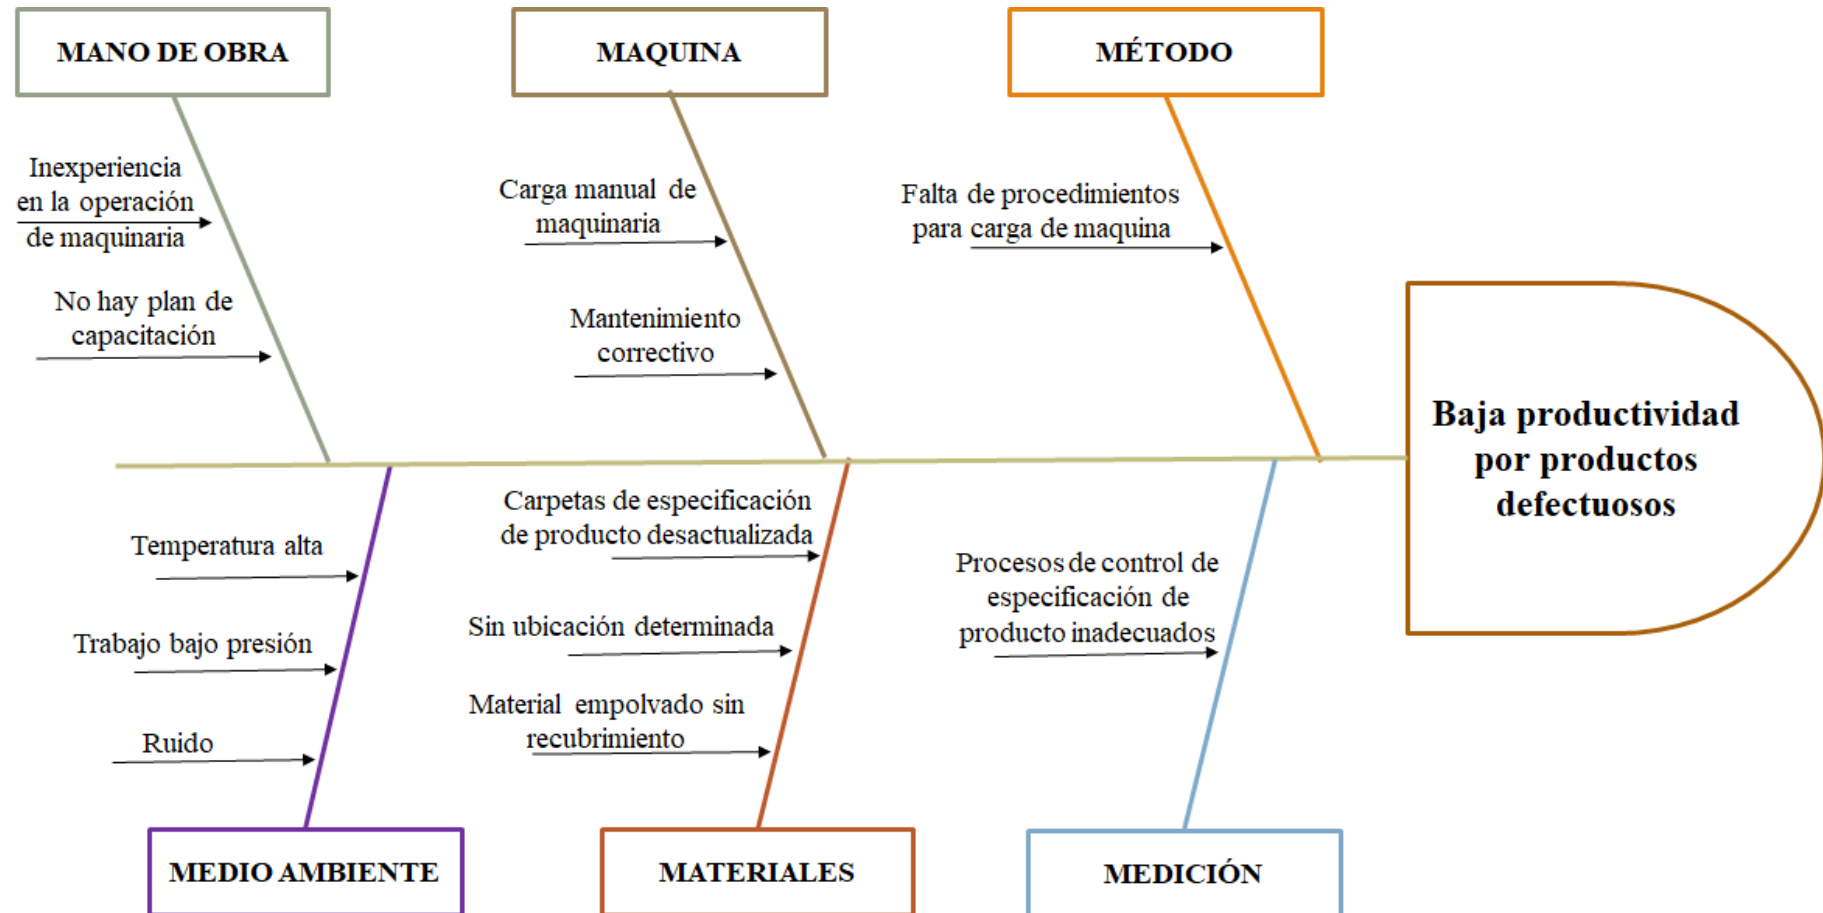 MANO DE OBRA
MAQUINA
MÉTODO
Inexperiencia
en la operación
de maquinaria
No hay plan de
capacitación
Carga manual de
maquinaria
Mantenimiento
correctivo
Falta de procedimientos
para carga de maquina
Baja productividad
por productos
defectuosos
Temperatura alta
Trabajo bajo presión
Ruido
Carpetas de especificación
de producto desactualizada
Sin ubicación determinada
Material empolvado sin
recubrimiento
Procesos de control de
especificación de
producto inadecuados
MEDIO AMBIENTE
MATERIALES
MEDICIÓN